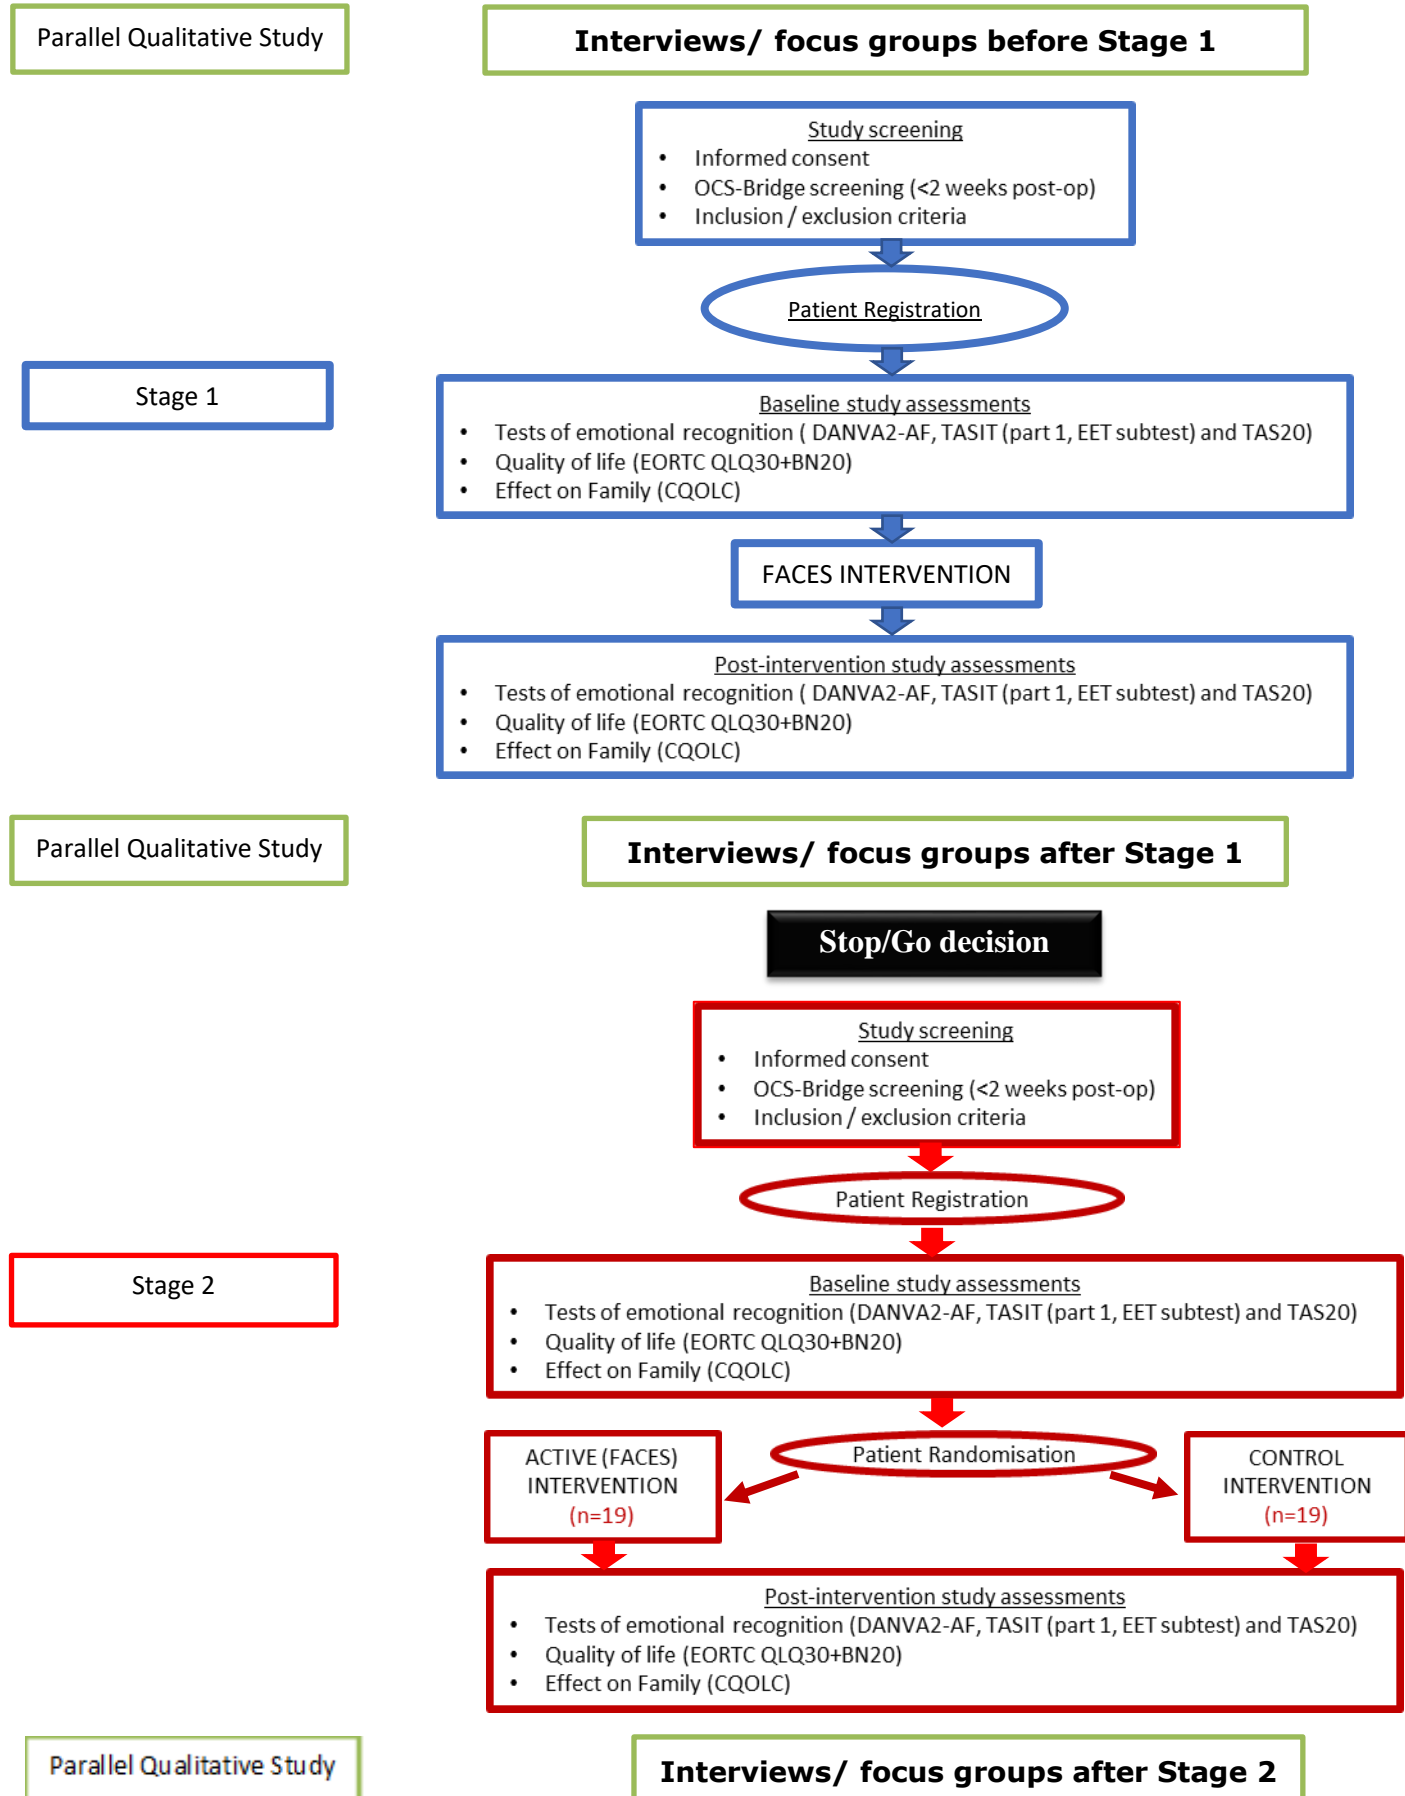 Parallel Qualitative Study
Interviews/ focus groups before Stage 1
Study screening
• Informed consent
• OCS-Bridge screening (<2 weeks post-op)
• Inclusion / exclusion criteria
Patient Registration
Stage 1
Baseline study assessments
• Tests of emotional recognition ( DANVA2-AF, TASIT (part 1, EET subtest) and TAS20)
• Quality of life (EORTC QLQ30+BN20)
• Effect on Family (CQOLC)
FACES INTERVENTION
Post-intervention study assessments
• Tests of emotional recognition ( DANVA2-AF, TASIT (part 1, EET subtest) and TAS20)
• Quality of life (EORTC QLQ30+BN20)
• Effect on Family (CQOLC)
Parallel Qualitative Study
Interviews/ focus groups after Stage 1
Stop/Go decision
Study screening
• Informed consent
• OCS-Bridge screening (<2 weeks post-op)
• Inclusion / exclusion criteria
Patient Registration
Stage 2
Baseline study assessments
• Tests of emotional recognition (DANVA2-AF, TASIT (part 1, EET subtest) and TAS20)
• Quality of life (EORTC QLQ30+BN20)
• Effect on Family (CQOLC)
Patient Randomisation
ACTIVE (FACES)
INTERVENTION
(n=19)
CONTROL
INTERVENTION
(n=19)
Post-intervention study assessments
• Tests of emotional recognition (DANVA2-AF, TASIT (part 1, EET subtest) and TAS20)
• Quality of life (EORTC QLQ30+BN20)
• Effect on Family (CQOLC)
Parallel Qualitative Study
Interviews/ focus groups after Stage 2